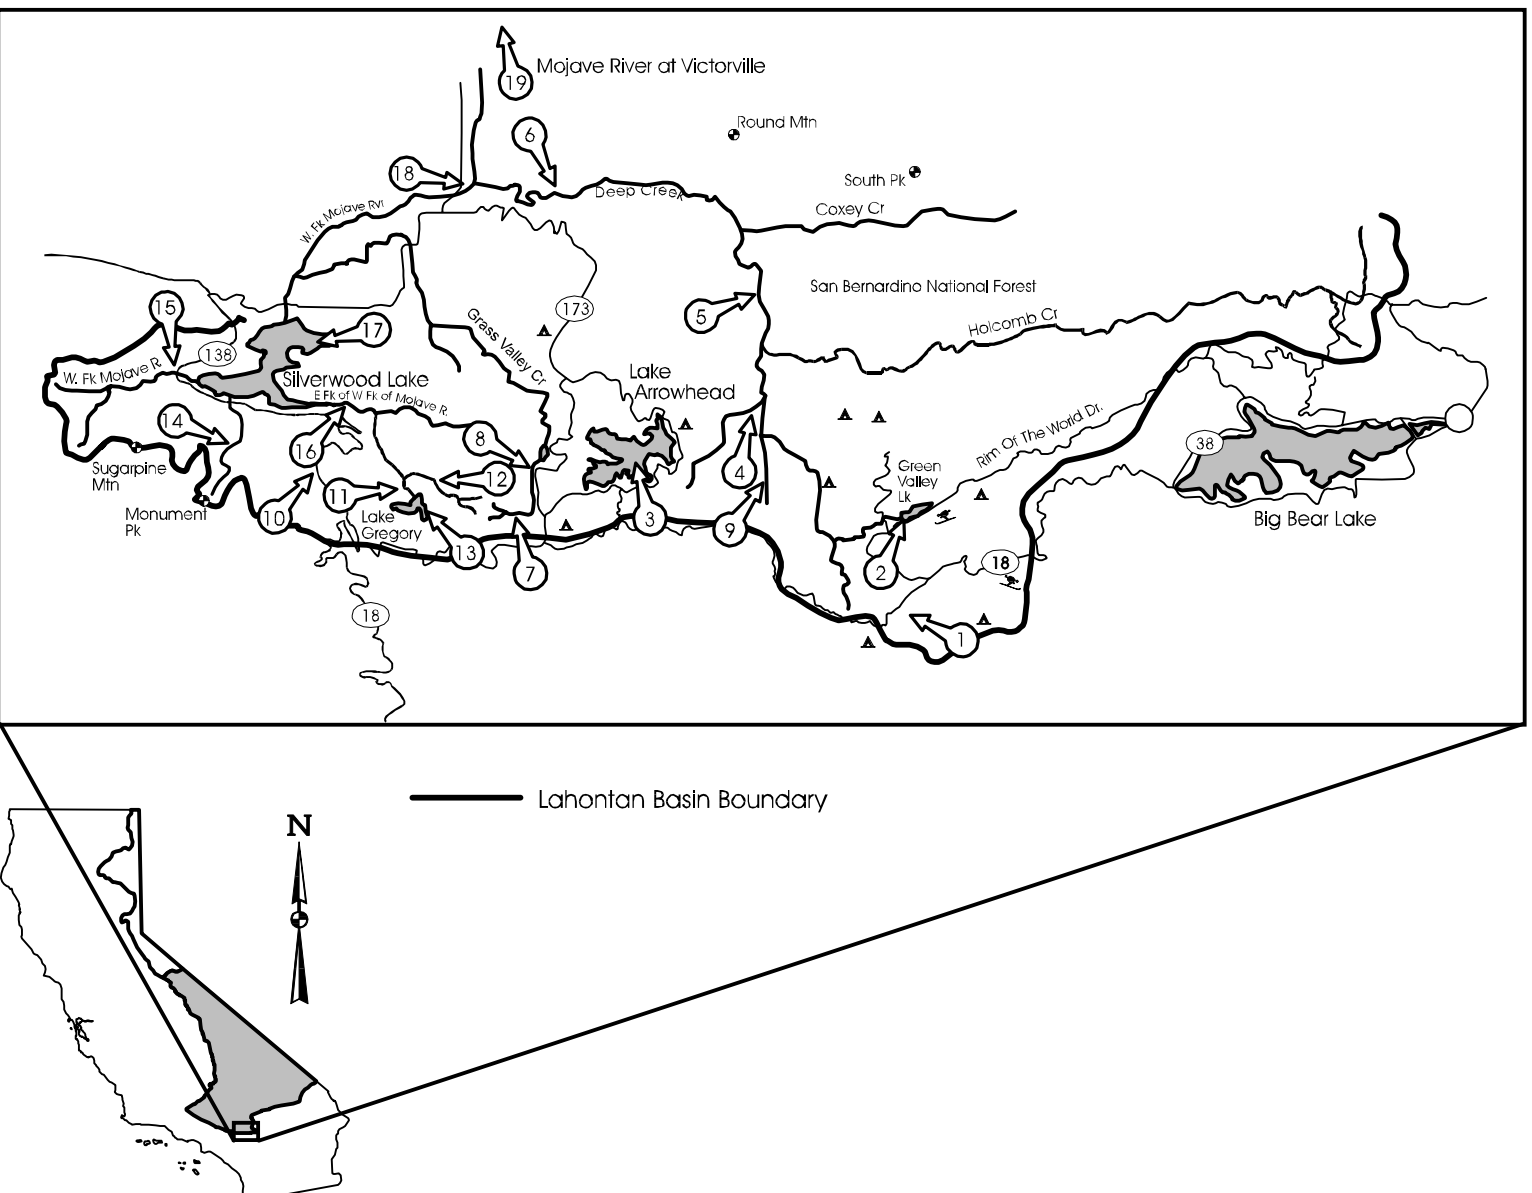 19
Mojave River at Victorville
6
Round Mtn
18
South Pk
Deep Creek
Coxey Cr
W. Fk Mojave Rvr
173
San Bernardino National Forest
15
5
17
Holcomb Cr
Grass Valley Cr
138
W. Fk Mojave R.
Silverwood Lake
E Fk of W Fk of Mojave R.
Lake
Arrowhead
14
8
16
Rim Of The World Dr.
38
Sugarpine
Mtn
12
4
Green
Valley
Lk
11
10
Monument
Pk
Lake
Gregory
3
9
Big Bear Lake
13
7
2
18
18
1
Lahontan Basin Boundary
N